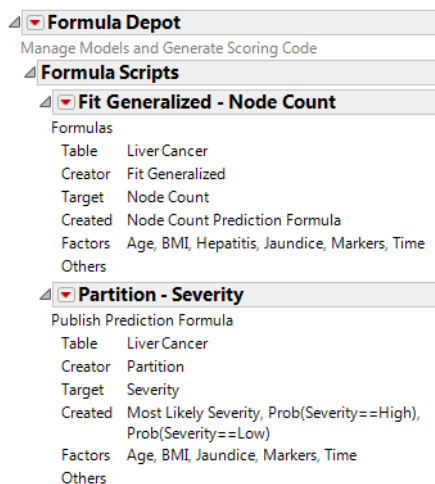 Formula Depot
Manage Models and Generate Scoring Code
Formula Scripts
Fit Generalized - Node Count
Formulas
Table Liver Cancer
Creator Fit Generalized
Target Node Count
Created Node Count Prediction Formula
Factors Age, BMI, Hepatitis, Jaundice, Markers, Time
Others
Partition - Severity
Publish Prediction Formula
Table Liver Cancer
Creator Partition
Target Severity
Created Most Likely Severity, Prob(Severity==High),
Prob(Severity==Low)
Factors Age, BMI, Jaundice, Markers, Time
Others